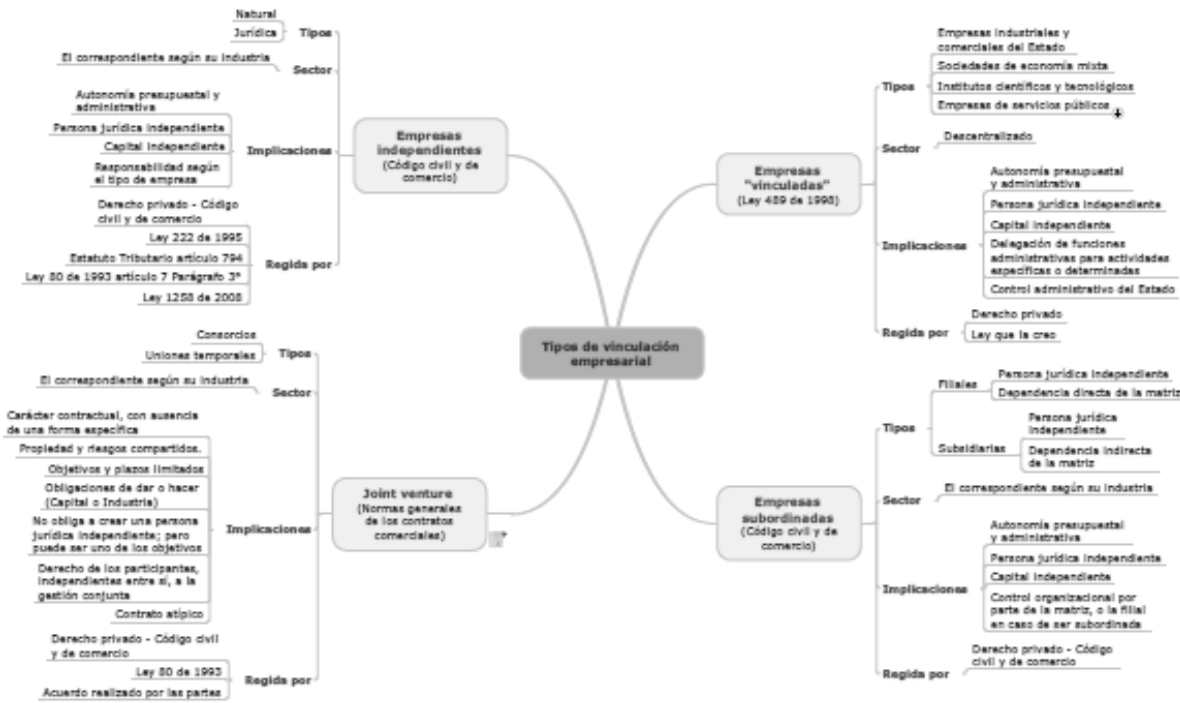 Tipos de vinculación
empresarial
Empresas
independientes
(Código civil y de
comercio)
Tipos
Natural
Jurídica
Sector
El correspondiente según su industria
Implicaciones
Autonomía presupuestal y
administrativa
Persona jurídica independiente
Capital independiente
Responsabilidad según
el tipo de empresa
Regida por
Derecho privado - Código
civil y de comercio
Ley 222 de 1995
Estatuto Tributario artículo 794
Ley 80 de 1993 artículo 7 Parágrafo 3º
Ley 1258 de 2008
Joint venture
(Normas generales
de los contratos
comerciales)
Tipos
Consorcios
Uniones temporales
Sector
El correspondiente según su industria
Implicaciones
Carácter contractual, con ausencia
de una forma específica
Propiedad y riesgos compartidos.
Objetivos y plazos limitados
Obligaciones de dar o hacer
(Capital o Industria)
No obliga a crear una persona
jurídica independiente; pero
puede ser uno de los objetivos
Derecho de los participantes,
independientes entre sí, a la
gestión conjunta
Contrato atípico
Regida por
Derecho privado - Código civil
y de comercio
Ley 80 de 1993
Acuerdo realizado por las partes
Empresas
"vinculadas"
(Ley 489 de 1998)
Tipos
Empresas industriales y
comerciales del Estado
Sociedades de economía mixta
Institutos científicos y tecnológicos
Empresas de servicios públicos
Sector
Descentralizado
Implicaciones
Autonomía presupuestal
y administrativa
Persona jurídica independiente
Capital independiente
Delegación de funciones
administrativas para actividades
específicas o determinadas
Control administrativo del Estado
Regida por
Derecho privado
Ley que la creo
Empresas
subordinadas
(Código civil y de
comercio)
Tipos
Filiales
Persona jurídica independiente
Dependencia directa de la matriz
Subsidiarias
Persona jurídica
independiente
Dependencia indirecta
de la matriz
Sector
El correspondiente según su industria
Implicaciones
Autonomía presupuestal
y administrativa
Persona jurídica independiente
Capital independiente
Control organizacional por
parte de la matriz, o la filial
en caso de ser subordinada
Regida por
Derecho privado - Código
civil y de comercio